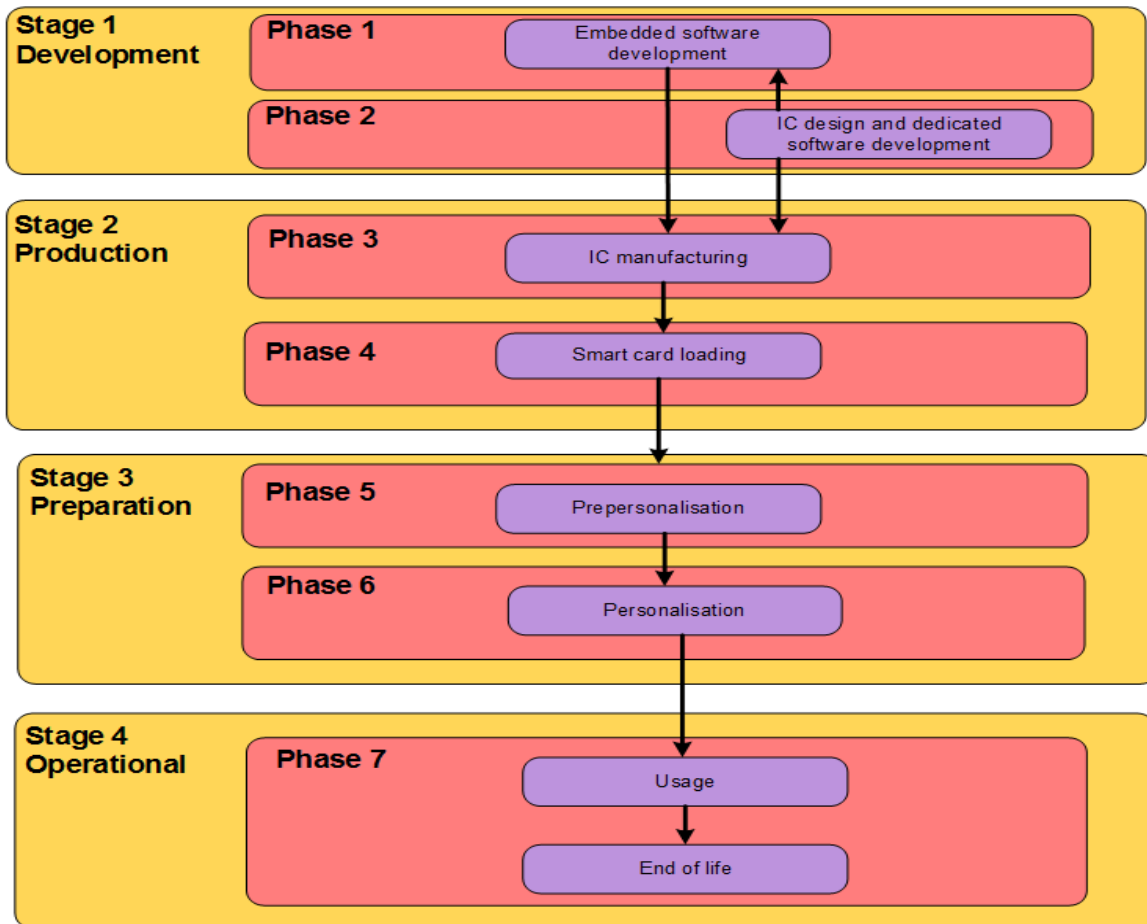 Stage 1
Development
Phase 1
Embedded software
development
Phase 2
IC design and dedicated
software development
Stage 2
Production
Phase 3
IC manufacturing
Phase 4
Smart card loading
Stage 3
Preparation
Phase 5
Prepersonalisation
Phase 6
Personalisation
Stage 4
Operational
Phase 7
Usage
End of life